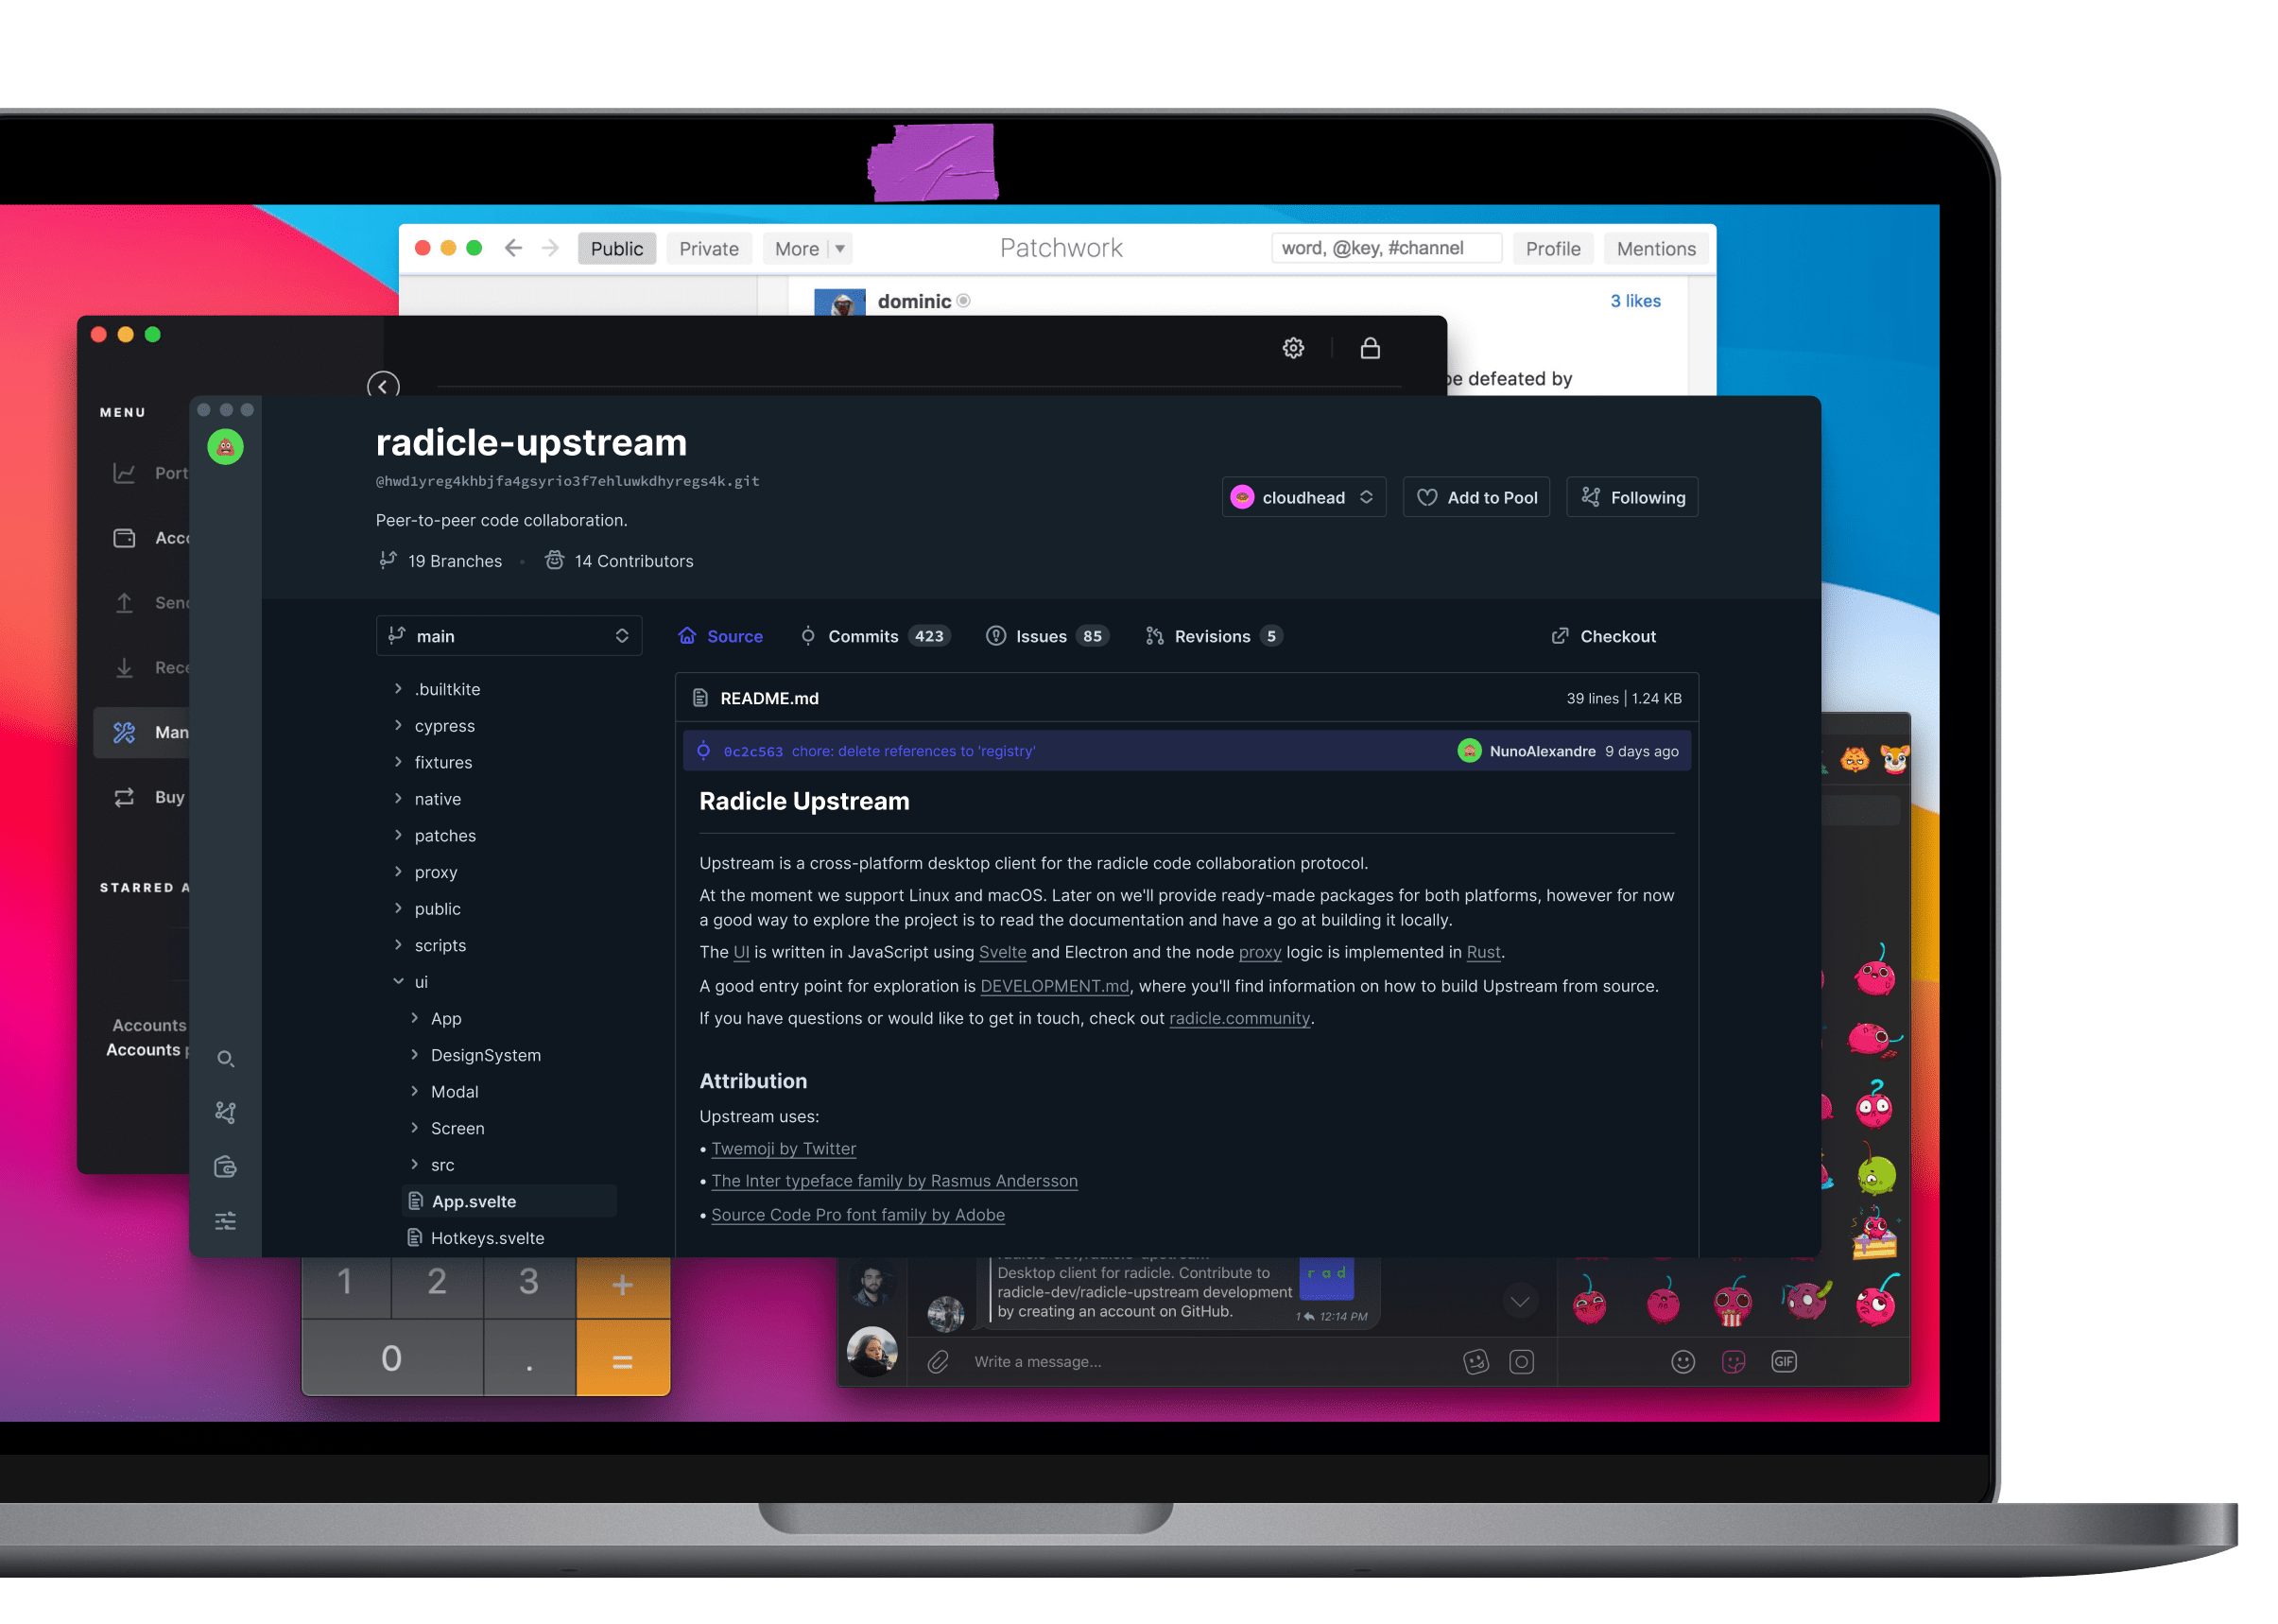 Public
Private
More
Patchwork
word, @key, #channel
Profile
Mentions
dominic
3 likes
be defeated by
MENU
Port
Acco
Send
Rece
Man
Buy
STARRED A
Accounts
Accounts
radicle-upstream
@hwd1yreg4khbjfa4gsyrio3f7ehluwkdhyregs4k.git
Peer-to-peer code collaboration.
19 Branches • 14 Contributors
cloudhead
Add to Pool
Following
main
Source
Commits 423
Issues 85
Revisions 5
Checkout
.builtkite
cypress
fixtures
native
patches
proxy
public
scripts
ui
App
DesignSystem
Modal
Screen
src
App.svelte
Hotkeys.svelte
README.md
39 lines | 1.24 KB
0c2c563 chore: delete references to 'registry'
NunoAlexandre 9 days ago
Radicle Upstream
Upstream is a cross-platform desktop client for the radicle code collaboration protocol.
At the moment we support Linux and macOS. Later on we'll provide ready-made packages for both platforms, however for now
a good way to explore the project is to read the documentation and have a go at building it locally.
The UI is written in JavaScript using Svelte and Electron and the node proxy logic is implemented in Rust.
A good entry point for exploration is DEVELOPMENT.md, where you'll find information on how to build Upstream from source.
If you have questions or would like to get in touch, check out radicle.community.
Attribution
Upstream uses:
• Twemoji by Twitter
• The Inter typeface family by Rasmus Andersson
• Source Code Pro font family by Adobe
1
2
3
+
0
.
=
Desktop client for radicle. Contribute to
radicle-dev/radicle-upstream development
by creating an account on GitHub.
rad
1 12:14 PM
Write a message...
GIF